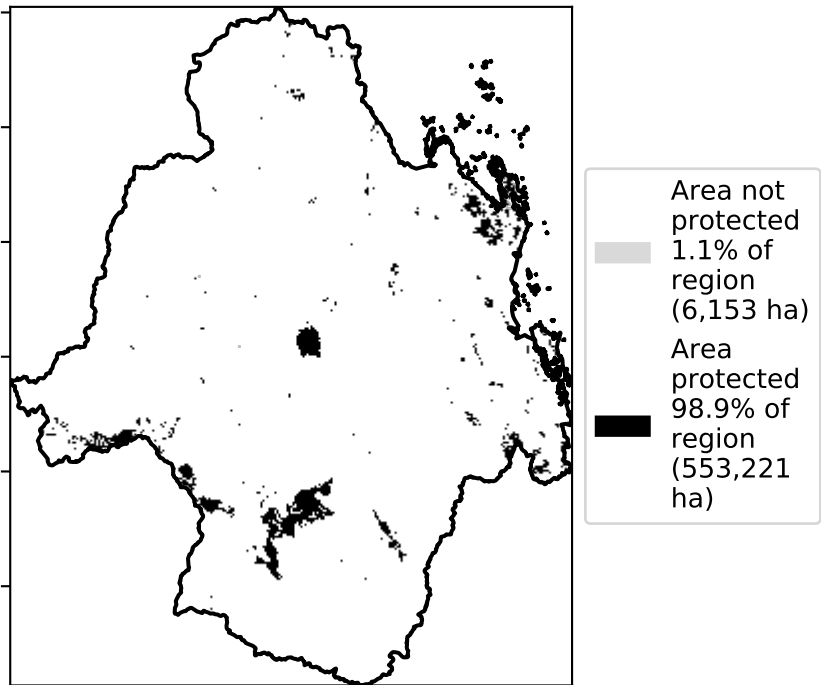 Area not
protected
1.1% of
region
(6,153 ha)
Area
protected
98.9% of
region
(553,221
ha)